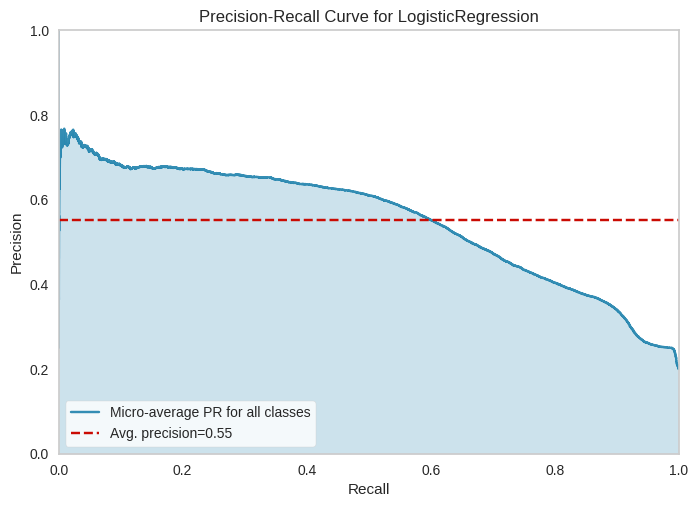 Precision-Recall Curve for LogisticRegression
1.0
0.8
0.6
0.4
0.2
0.0
Precision
Micro-average PR for all classes
Avg. precision=0.55
0.0 0.2 0.4 0.6 0.8 1.0
Recall